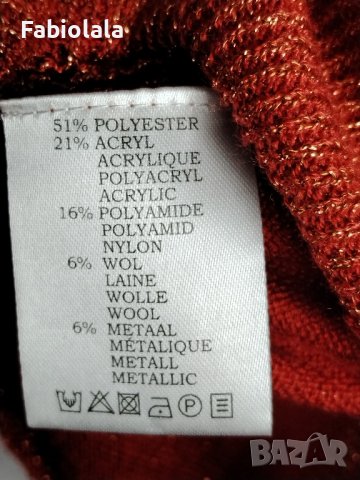 Fabiolala
51% POLYESTER
21% ACRYL
ACRYLIQUE
POLYACRYL
ACRYLIC
16% POLYAMIDE
POLYAMID
NYLON
6% WOL
LAINE
WOLLE
WOOL
6% METAAL
MÉTALIQUE
METALL
METALLIC
P
BAZAR